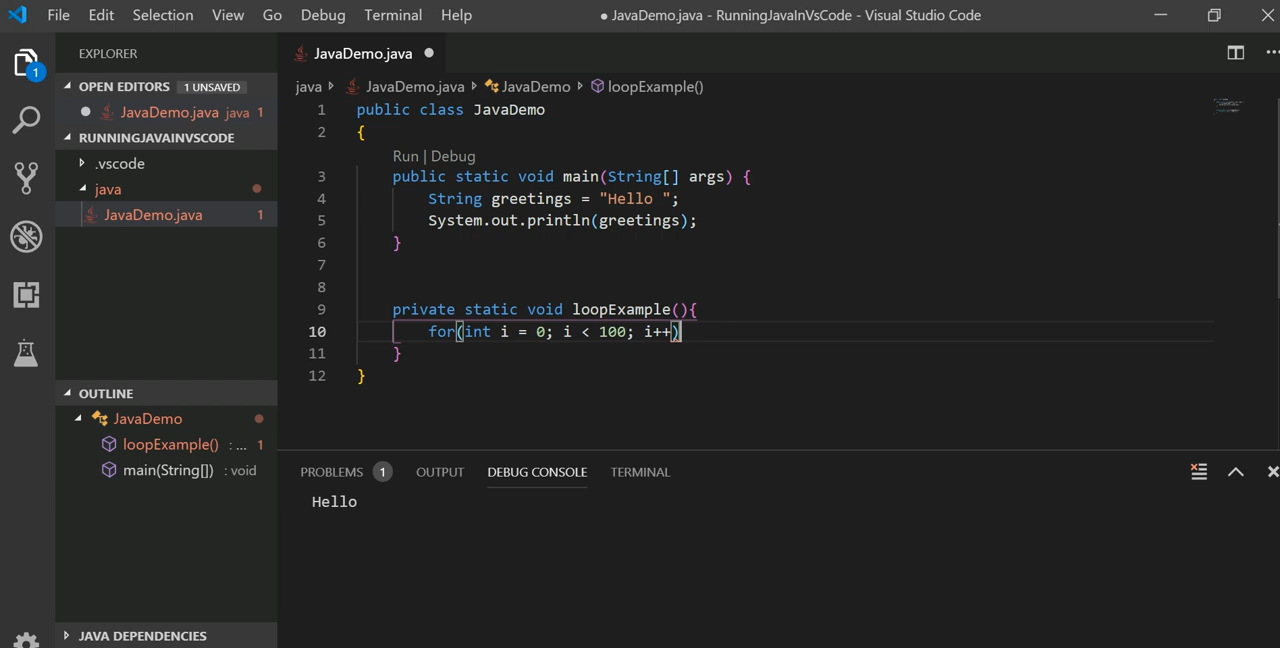 File Edit Selection View Go Debug Terminal Help
● JavaDemo.java - RunningJavaInVsCode - Visual Studio Code
1
EXPLORER
OPEN EDITORS 1 UNSAVED
JavaDemo.java java 1
RUNNINGJAVAINVSCODE
.vscode
java
JavaDemo.java 1
OUTLINE
JavaDemo
loopExample() : ... 1
main(String[]) : void
JAVA DEPENDENCIES
JavaDemo.java
java JavaDemo.java JavaDemo loopExample()
1 public class JavaDemo
2 {
Run | Debug
3 public static void main(String[] args) {
4 String greetings = "Hello ";
5 System.out.println(greetings);
6 }
7
8
9 private static void loopExample(){
10 for(int i = 0; i < 100; i++)
11 }
12 }
PROBLEMS 1 OUTPUT DEBUG CONSOLE TERMINAL
Hello